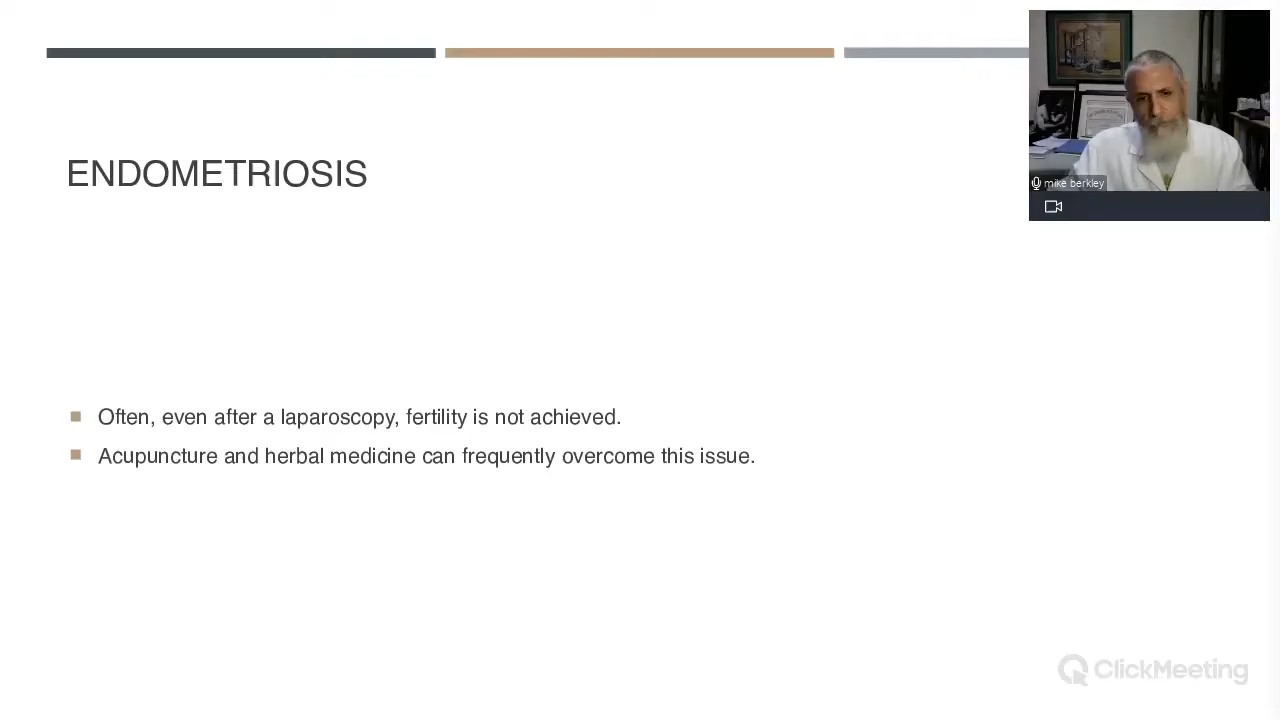 ENDOMETRIOSIS
mike berkley
Often, even after a laparoscopy, fertility is not achieved.
Acupuncture and herbal medicine can frequently overcome this issue.
ClickMeeting